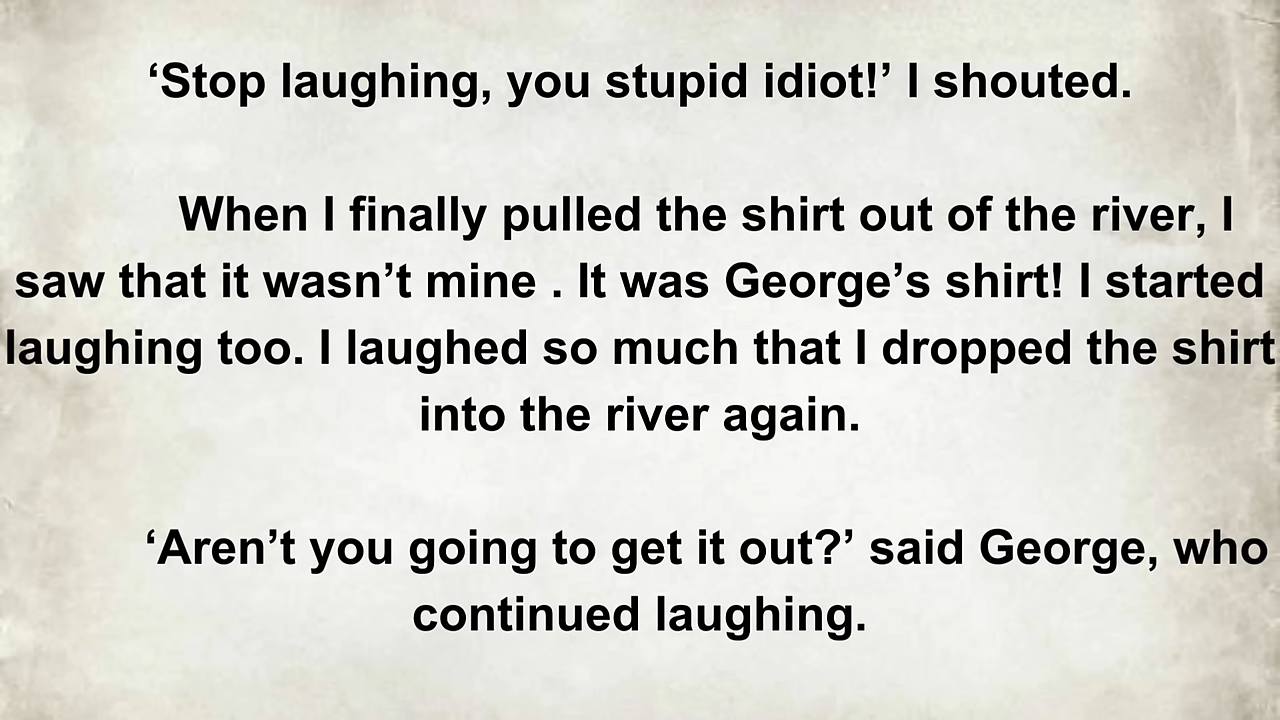 ‘Stop laughing, you stupid idiot!’ I shouted.
When I finally pulled the shirt out of the river, I
saw that it wasn’t mine . It was George’s shirt! I started
laughing too. I laughed so much that I dropped the shirt
into the river again.
‘Aren’t you going to get it out?’ said George, who
continued laughing.